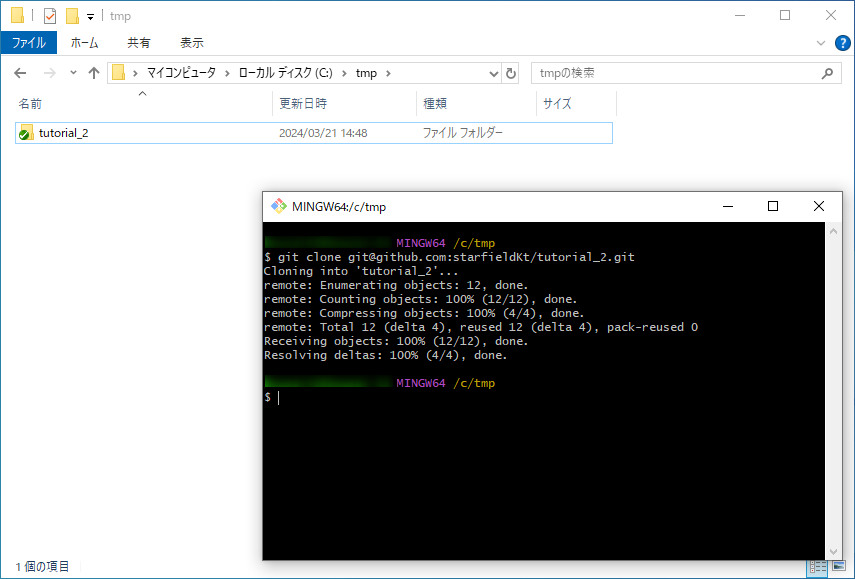 tmp
ファイル ホーム 共有 表示
マイコンピュータ ローカル ディスク (C:) tmp tmpの検索
名前 更新日時 種類 サイズ
tutorial_2 2024/03/21 14:48 ファイル フォルダー
MINGW64:/c/tmp
MINGW64 /c/tmp
$ git clone git@github.com:starfieldKt/tutorial_2.git
Cloning into 'tutorial_2'...
remote: Enumerating objects: 12, done.
remote: Counting objects: 100% (12/12), done.
remote: Compressing objects: 100% (4/4), done.
remote: Total 12 (delta 4), reused 12 (delta 4), pack-reused 0
Receiving objects: 100% (12/12), done.
Resolving deltas: 100% (4/4), done.
MINGW64 /c/tmp
$
1 個の項目